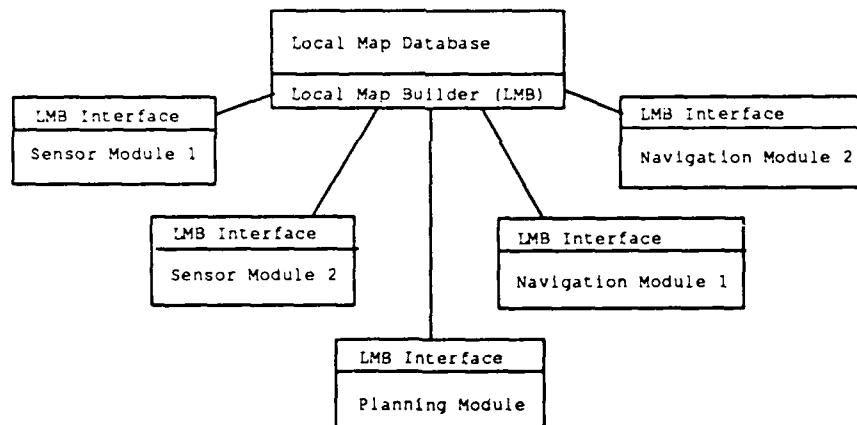 Local Map Database
Local Map Builder (LMB)
LMB Interface
Sensor Module 1
LMB Interface
Navigation Module 2
LMB Interface
Sensor Module 2
LMB Interface
Navigation Module 1
LMB Interface
Planning Module